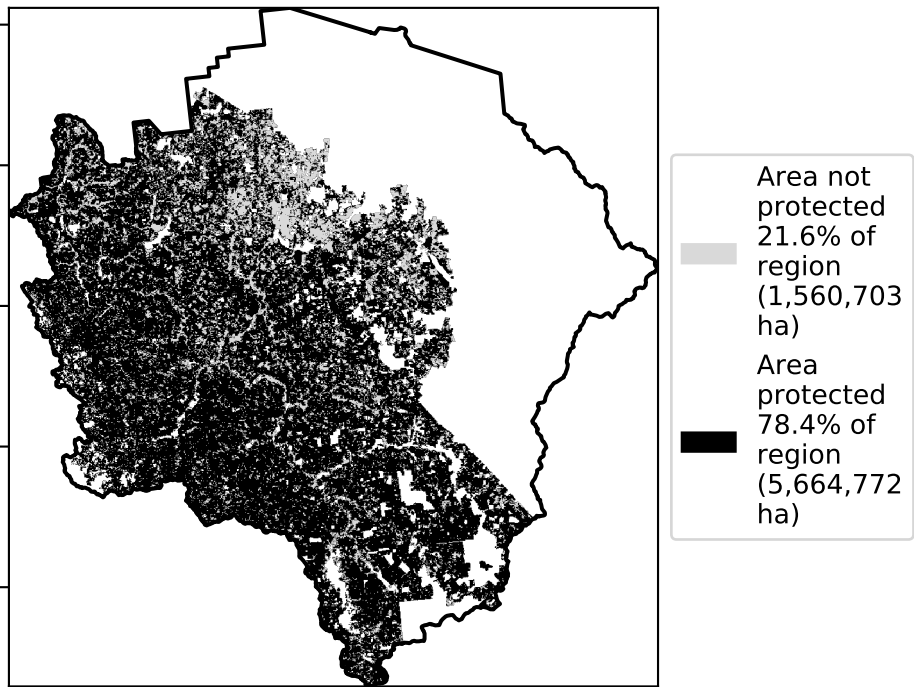 Area not
protected
21.6% of
region
(1,560,703
ha)
Area
protected
78.4% of
region
(5,664,772
ha)